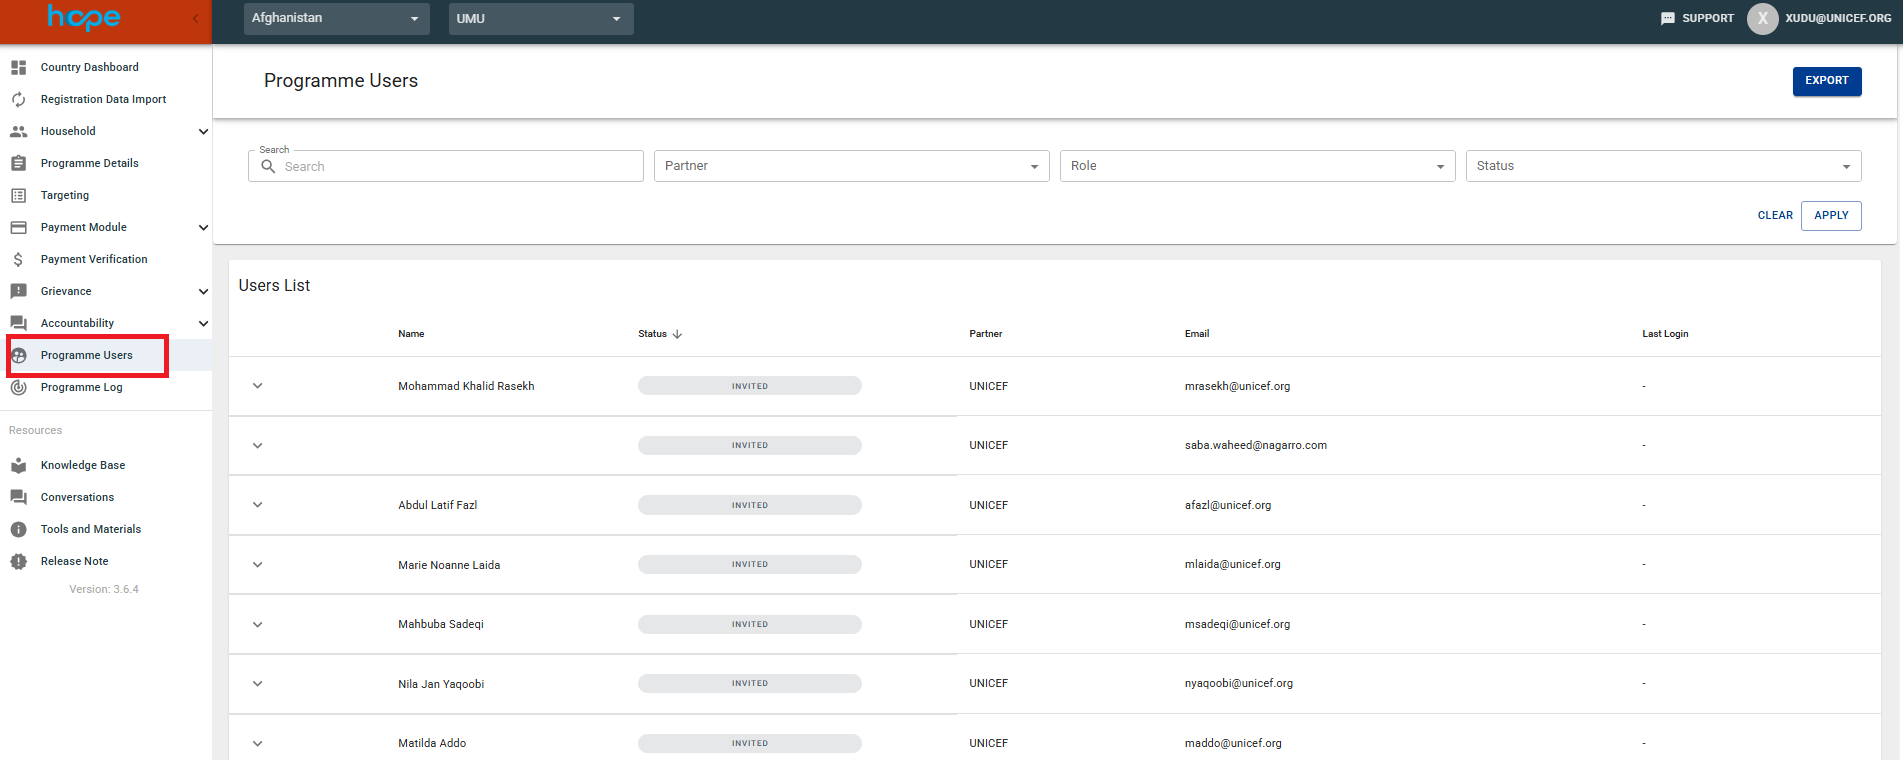 hope
Afghanistan
UMU
SUPPORT
X
XUDU@UNICEF.ORG
Country Dashboard
Registration Data Import
Household
Programme Details
Targeting
Payment Module
Payment Verification
Grievance
Accountability
Programme Users
Programme Log
Resources
Knowledge Base
Conversations
Tools and Materials
Release Note
Version: 3.6.4
Programme Users
EXPORT
Search
Search
Partner
Role
Status
CLEAR
APPLY
Users List
Name Status Partner Email Last Login
Mohammad Khalid Rasekh INVITED UNICEF mrasekh@unicef.org -
INVITED UNICEF saba.waheed@nagarro.com -
Abdul Latif Fazl INVITED UNICEF afazl@unicef.org -
Marie Noanne Laida INVITED UNICEF mlaida@unicef.org -
Mahbuba Sadeqi INVITED UNICEF msadeqi@unicef.org -
Nila Jan Yaqoobi INVITED UNICEF nyaqoobi@unicef.org -
Matilda Addo INVITED UNICEF maddo@unicef.org -